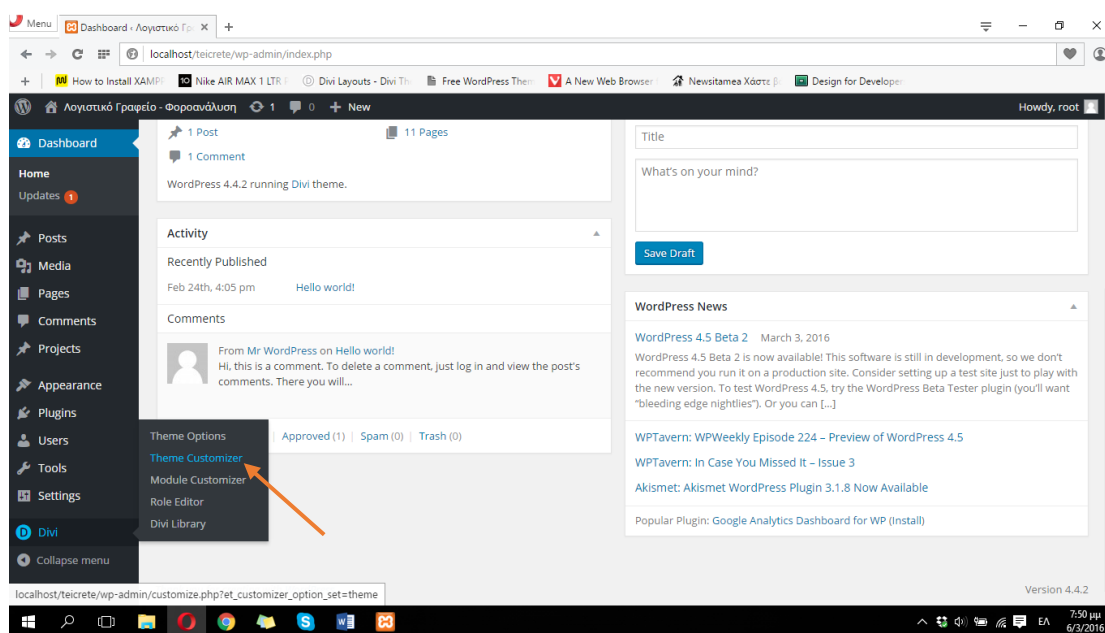 Menu
Dashboard ‹ Λογιστικό Γρα
localhost/teicrete/wp-admin/index.php
How to Install XAMP
Nike AIR MAX 1 LTR
Divi Layouts - Divi Th
Free WordPress Them
A New Web Browser
Newsitamea Χάστε β
Design for Developer
Λογιστικό Γραφείο - Φοροανάλυση
1
0
+ New
Howdy, root
Dashboard
Home
Updates 1
Posts
Media
Pages
Comments
Projects
Appearance
Plugins
Users
Tools
Settings
Divi
Collapse menu
Theme Options
Theme Customizer
Module Customizer
Role Editor
Divi Library
1 Post
11 Pages
1 Comment
WordPress 4.4.2 running Divi theme.
Activity
Recently Published
Feb 24th, 4:05 pm Hello world!
Comments
From Mr WordPress on Hello world!
Hi, this is a comment. To delete a comment, just log in and view the post's
comments. There you will...
| Approved (1) | Spam (0) | Trash (0)
Title
What's on your mind?
Save Draft
WordPress News
WordPress 4.5 Beta 2 March 3, 2016
WordPress 4.5 Beta 2 is now available! This software is still in development, so we don't
recommend you run it on a production site. Consider setting up a test site just to play with
the new version. To test WordPress 4.5, try the WordPress Beta Tester plugin (you'll want
"bleeding edge nightlies"). Or you can [...]
WPTavern: WPWeekly Episode 224 – Preview of WordPress 4.5
WPTavern: In Case You Missed It – Issue 3
Akismet: Akismet WordPress Plugin 3.1.8 Now Available
Popular Plugin: Google Analytics Dashboard for WP (Install)
Version 4.4.2
localhost/teicrete/wp-admin/customize.php?et_customizer_option_set=theme
ΕΛ
7:50 μμ
6/3/2016